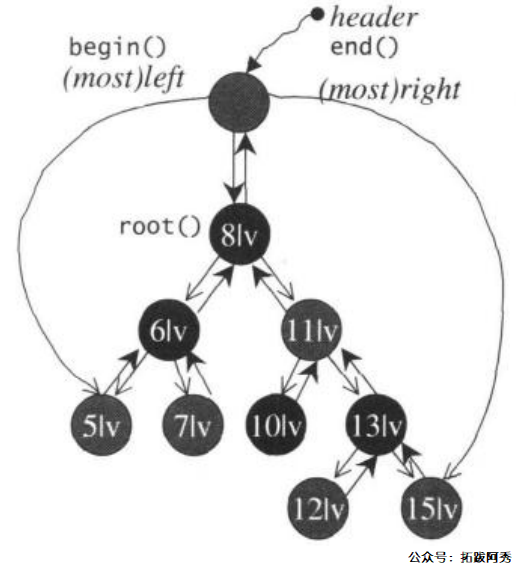 header
begin()
end()
(most)left
(most)right
root()
8|v
6|v
11|v
5|v
7|v
10|v
13|v
12|v
15|v
公众号：拓跋阿秀